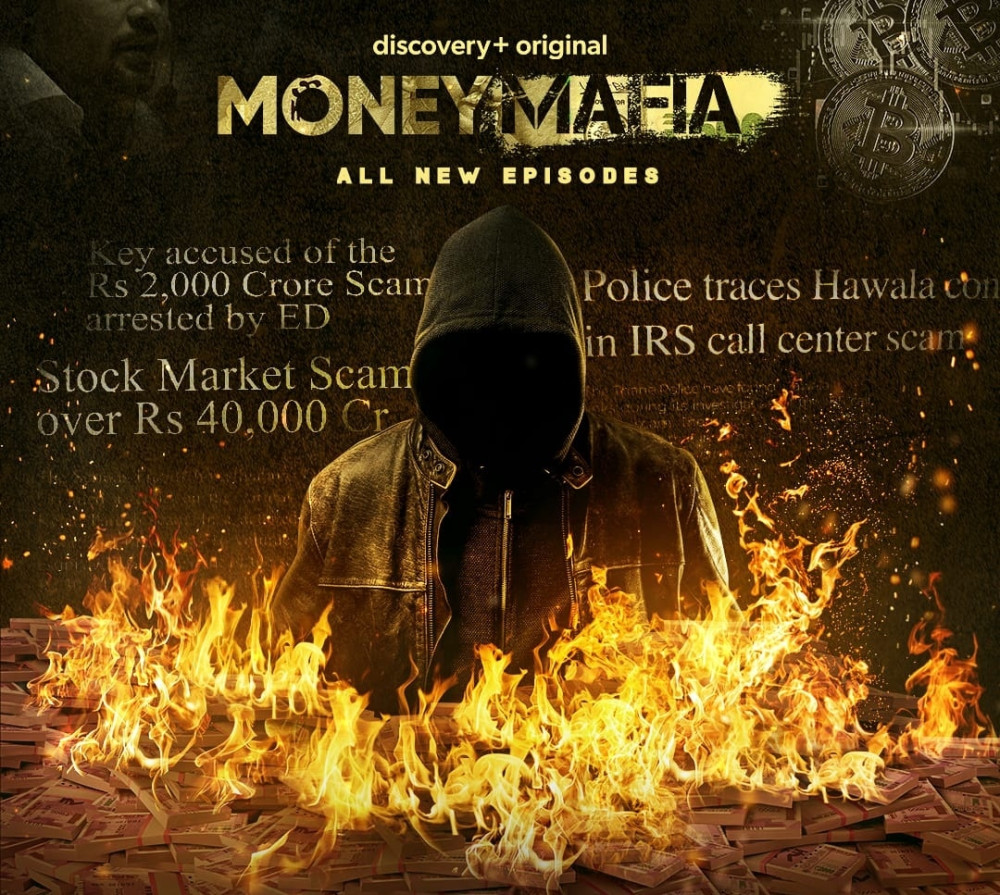 discovery+ original
MONEY MAFIA
ALL NEW EPISODES
Key accused of the
Rs 2,000 Crore Scam
arrested by ED
Stock Market Scam
over Rs 40,000 Cr
Police traces Hawala con
in IRS call center scam